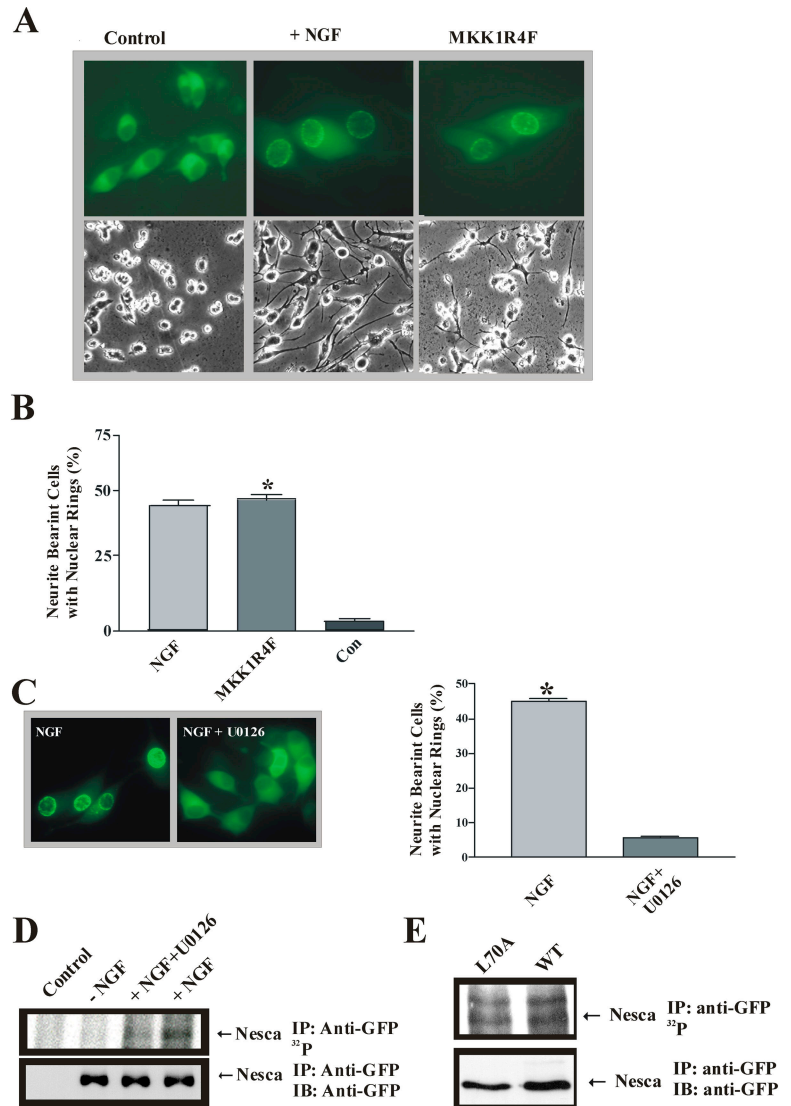 A
Control
+ NGF
MKK1R4F
B
Neurite Bearint Cells
with Nuclear Rings (%)
75
50
25
0
*
NGF
MKK1R4F
Con
C
NGF
NGF + U0126
Neurite Bearint Cells
with Nuclear Rings (%)
50
40
30
20
10
0
*
NGF
NGF+
U0126
D
Control
- NGF
+ NGF+U0126
+ NGF
← Nesca IP: Anti-GFP
32P
← Nesca IP: Anti-GFP
IB: Anti-GFP
E
L70A
WT
← Nesca IP: anti-GFP
32P
← Nesca IP: anti-GFP
IB: anti-GFP